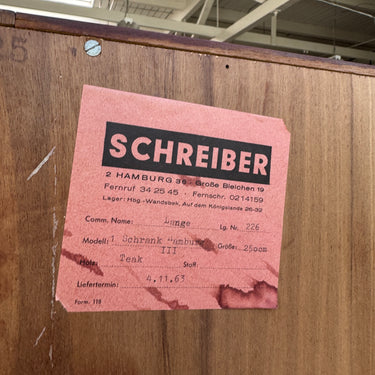 SCHREIBER
2 HAMBURG 36 · Große Bleichen 19
Fernruf 34 25 45 · Fernschr. 0214159
Lager: Hbg.-Wandsbek, Auf dem Königslande 26-32
Comm. Name: Lg. Nr. 226
Modell: 1 Schrank Hamburg Größe: 250cm
III
Holz: Teak Stoff:
Liefertermin: 4.11.63
Form. 118